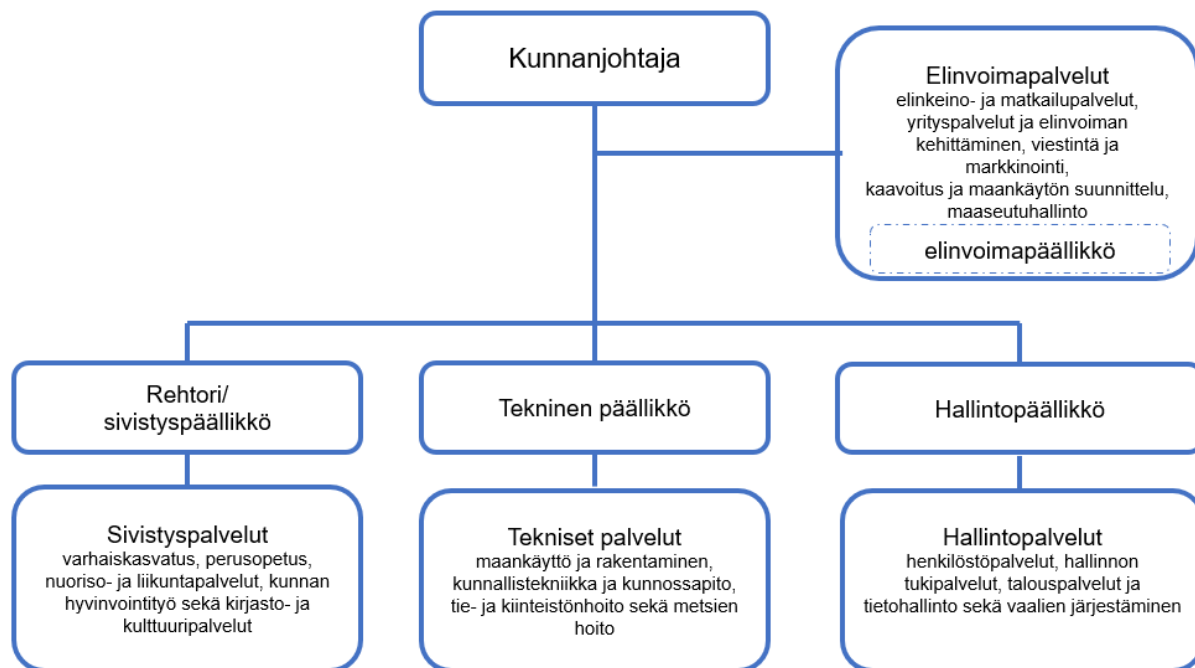 Kunnanjohtaja
Elinvoimapalvelut
elinkeino- ja matkailupalvelut,
yrityspalvelut ja elinvoiman
kehittäminen, viestintä ja
markkinointi,
kaavoitus ja maankäytön suunnittelu,
maaseutuhallinto
elinvoimapäällikkö
Rehtori/
sivistyspäällikkö
Tekninen päällikkö
Hallintopäällikkö
Sivistyspalvelut
varhaiskasvatus, perusopetus,
nuoriso- ja liikuntapalvelut, kunnan
hyvinvointityö sekä kirjasto- ja
kulttuuripalvelut
Tekniset palvelut
maankäyttö ja rakentaminen,
kunnallistekniikka ja kunnossapito,
tie- ja kiinteistönhoito sekä metsien
hoito
Hallintopalvelut
henkilöstöpalvelut, hallinnon
tukipalvelut, talouspalvelut ja
tietohallinto sekä vaalien järjestäminen